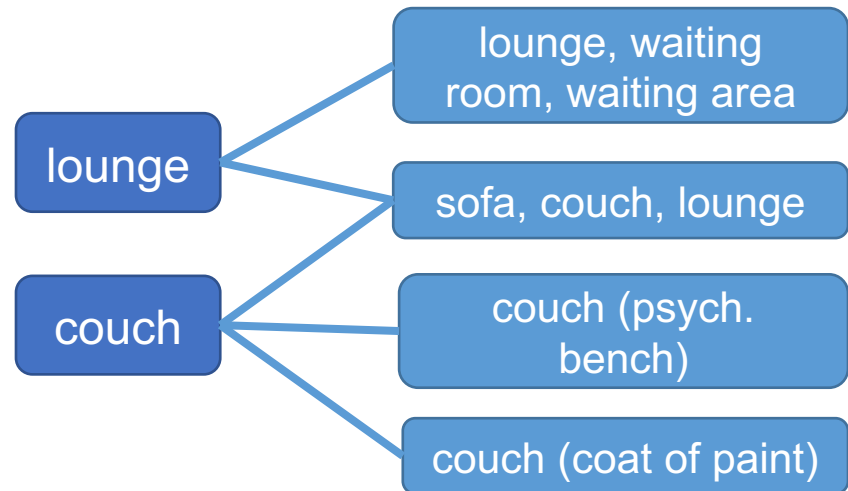 lounge, waiting
room, waiting area
lounge
sofa, couch, lounge
couch
couch (psych.
bench)
couch (coat of paint)